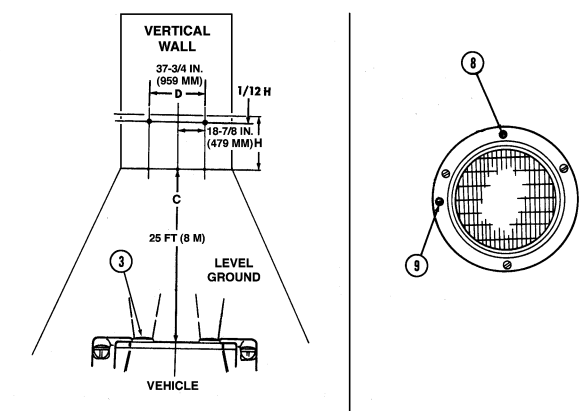 VERTICAL
WALL
37-3/4 IN.
(959 MM)
D
1/12 H
18-7/8 IN.
(479 MM)
H
C
25 FT (8 M)
3
LEVEL
GROUND
VEHICLE
8
9